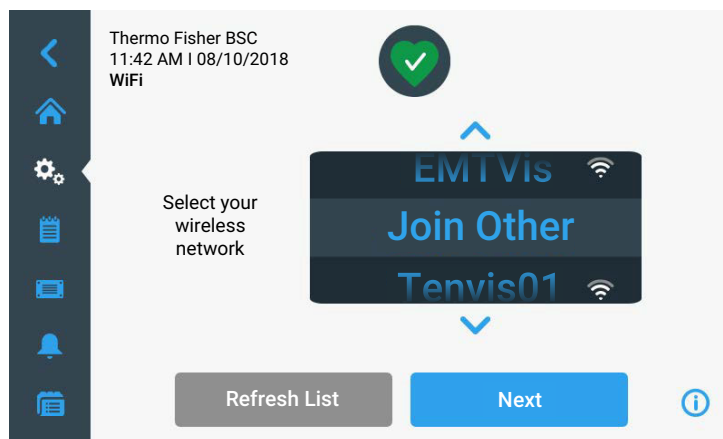 Thermo Fisher BSC
11:42 AM I 08/10/2018
WiFi
EMTVis
Select your
wireless
network
Join Other
Tenvis01
Refresh List
Next